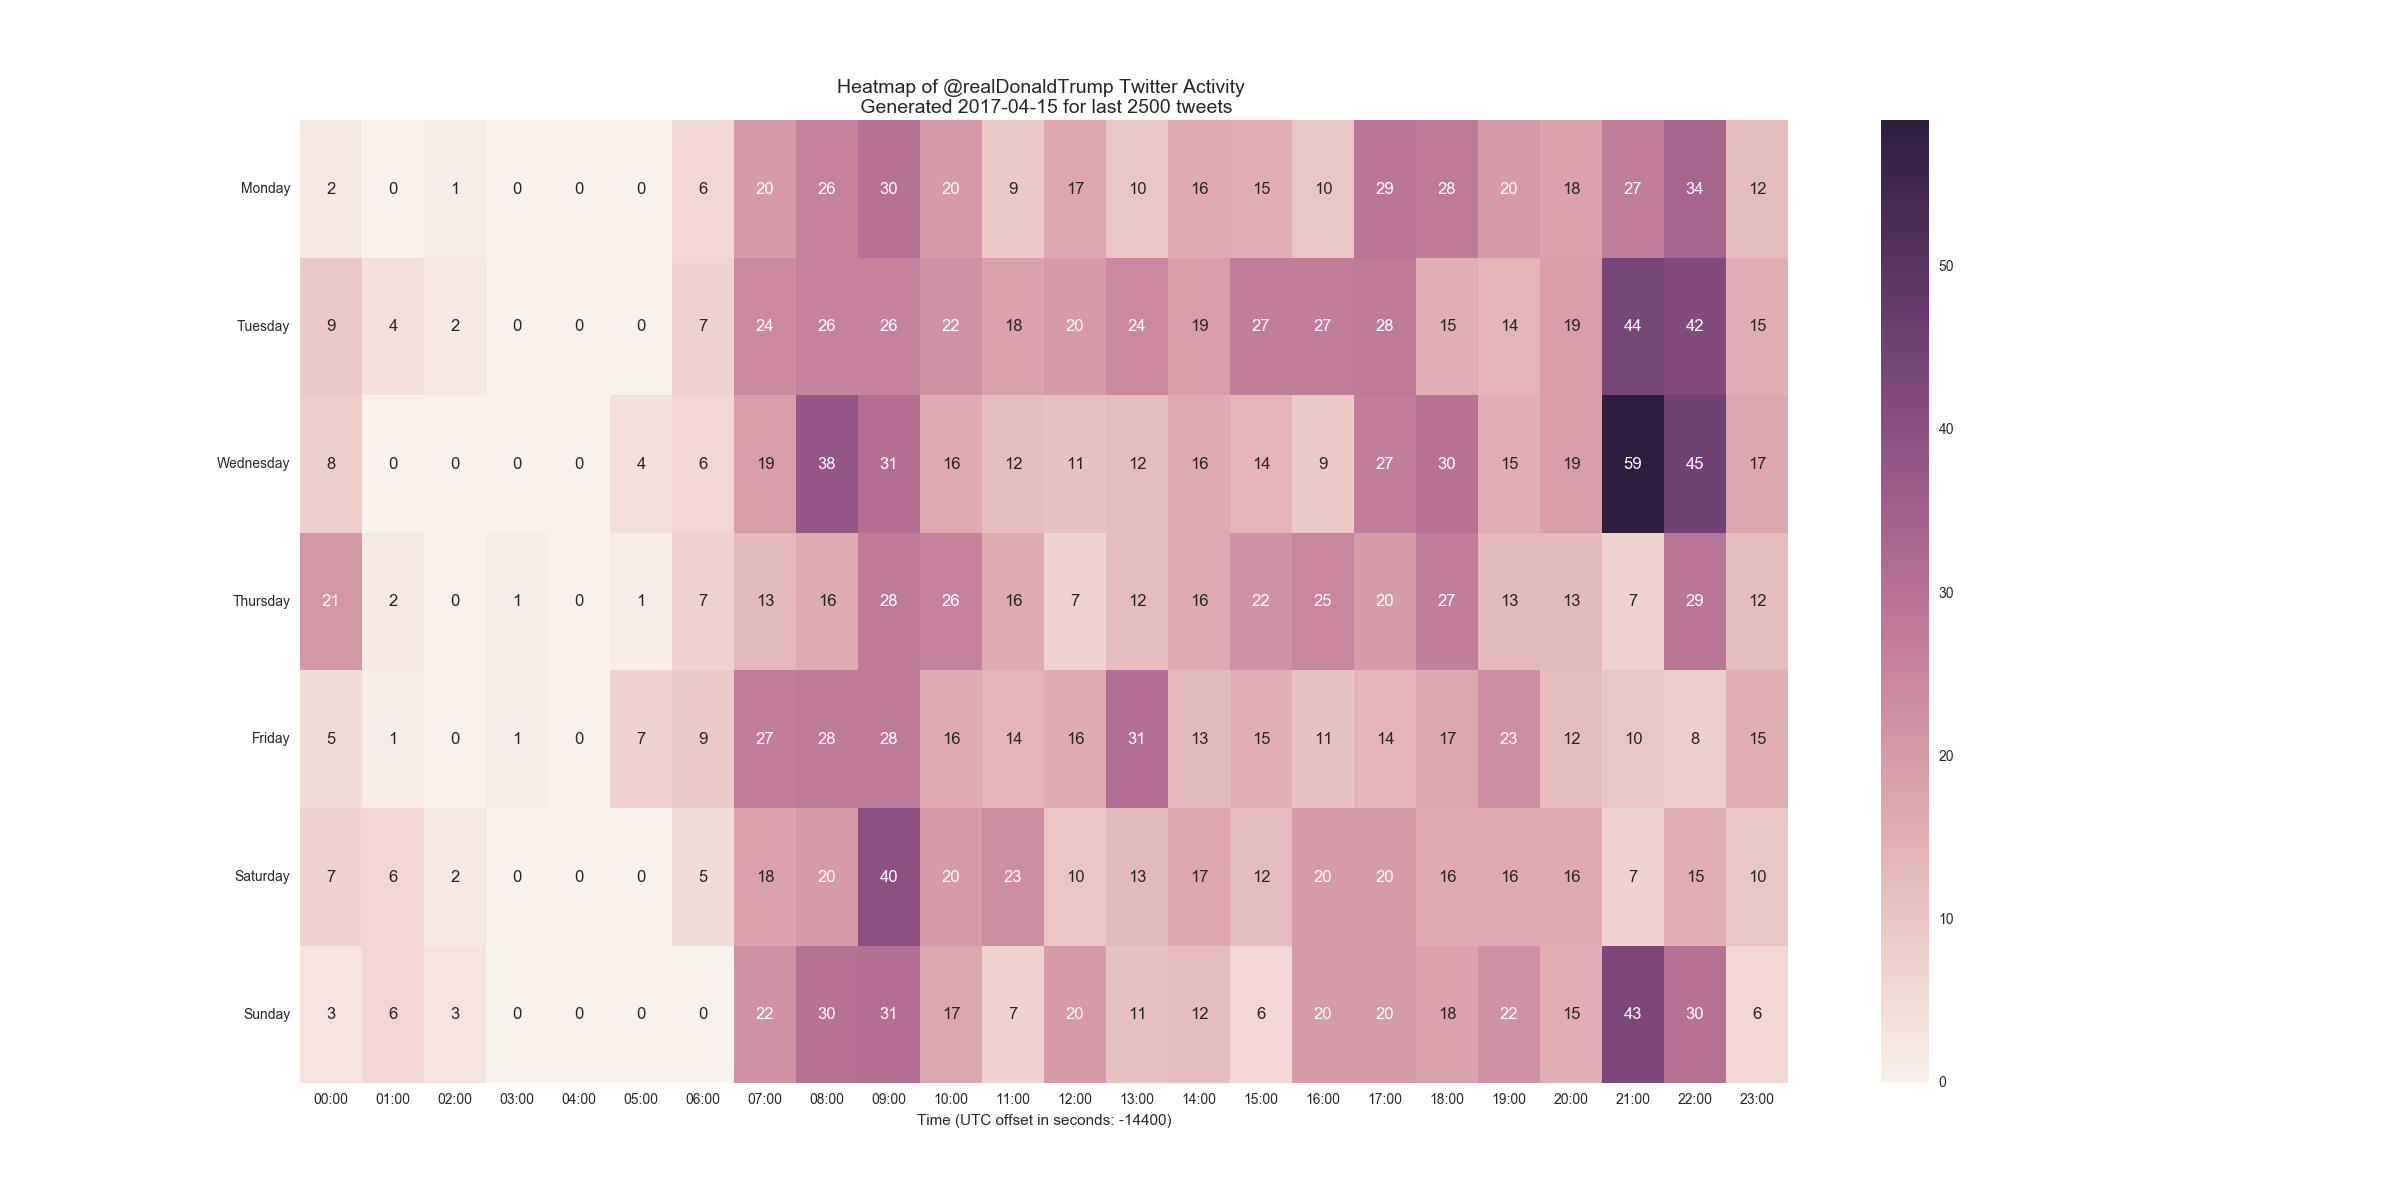 Heatmap of @realDonaldTrump Twitter Activity
Generated 2017-04-15 for last 2500 tweets
Monday 2 0 1 0 0 0 6 20 26 30 20 9 17 10 16 15 10 29 28 20 18 27 34 12
50
Tuesday 9 4 2 0 0 0 7 24 26 26 22 18 20 24 19 27 27 28 15 14 19 44 42 15
40
Wednesday 8 0 0 0 0 4 6 19 38 31 16 12 11 12 16 14 9 27 30 15 19 59 45 17
30
Thursday 21 2 0 1 0 1 7 13 16 28 26 16 7 12 16 22 25 20 27 13 13 7 29 12
Friday 5 1 0 1 0 7 9 27 28 28 16 14 16 31 13 15 11 14 17 23 12 10 8 15
20
Saturday 7 6 2 0 0 0 5 18 20 40 20 23 10 13 17 12 20 20 16 16 16 7 15 10
10
Sunday 3 6 3 0 0 0 0 22 30 31 17 7 20 11 12 6 20 20 18 22 15 43 30 6
0
00:00 01:00 02:00 03:00 04:00 05:00 06:00 07:00 08:00 09:00 10:00 11:00 12:00 13:00 14:00 15:00 16:00 17:00 18:00 19:00 20:00 21:00 22:00 23:00
Time (UTC offset in seconds: -14400)